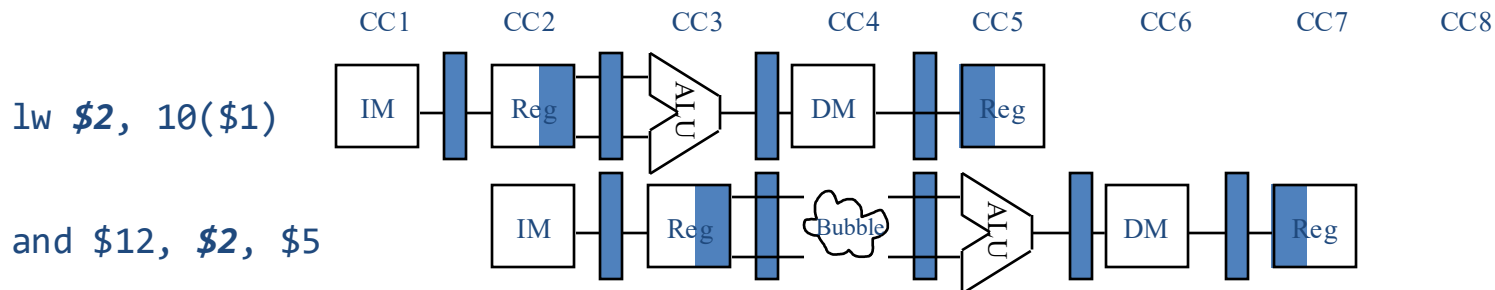 CC1 CC2 CC3 CC4 CC5 CC6 CC7 CC8
lw $2, 10($1) IM Reg ALU DM Reg
and $12, $2, $5 IM Reg Bubble ALU DM Reg